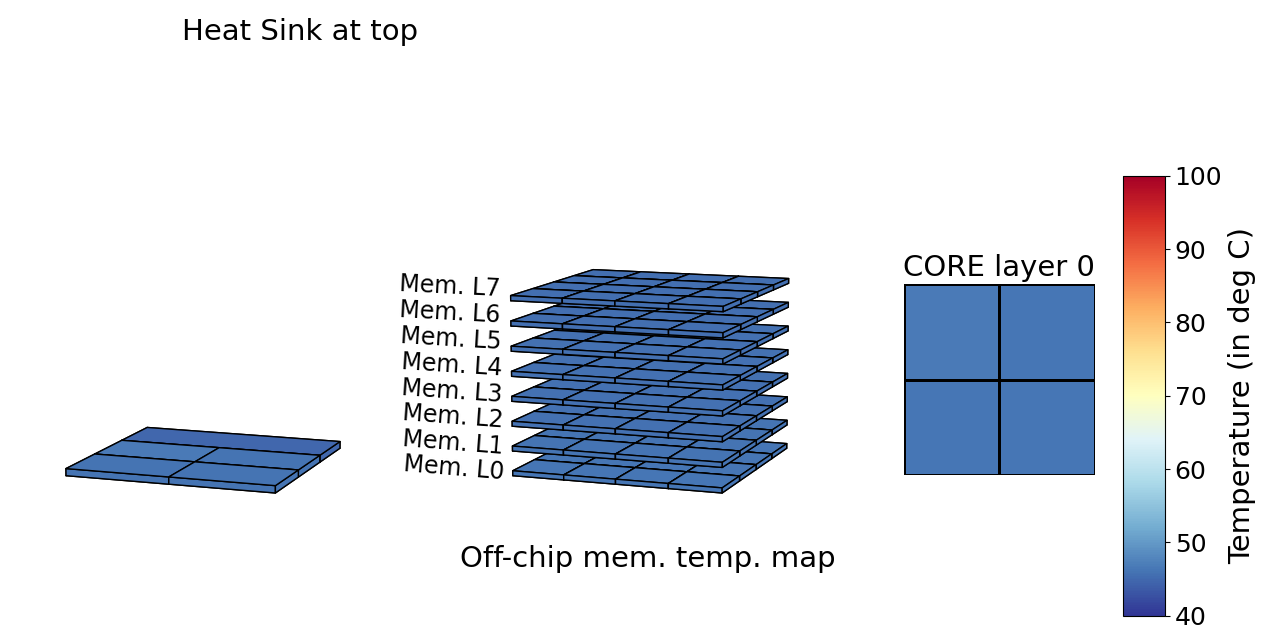 Heat Sink at top
Mem. L7
Mem. L6
Mem. L5
Mem. L4
Mem. L3
Mem. L2
Mem. L1
Mem. L0
Off-chip mem. temp. map
CORE layer 0
100
90
80
70
60
50
40
Temperature (in deg C)